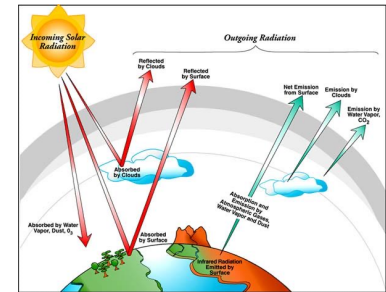 Incoming Solar
Radiation
Outgoing Radiation
Reflected
by Clouds
Reflected
by Surface
Net Emission
from Surface
Emission
by Clouds
Emission by
Water Vapor,
CO2
Absorbed
by Clouds
Absorption and
Emission by
Atmospheric Gases,
Water Vapor and Dust
Absorbed by Water
Vapor, Dust, 03
Absorbed
by Surface
Infrared Radiation
Emitted by
Surface